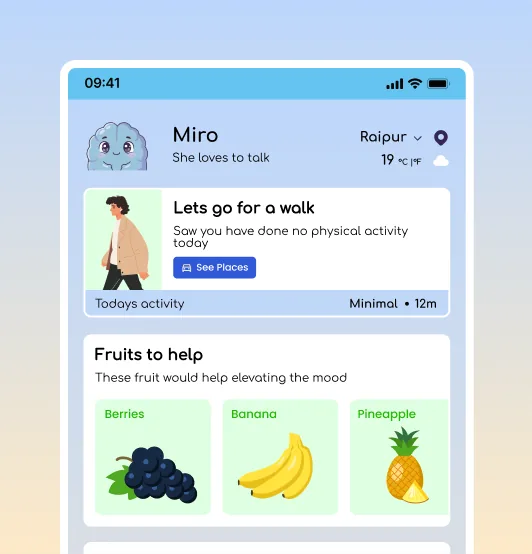 09:41
Miro
She loves to talk
Raipur
19 °C |°F
Lets go for a walk
Saw you have done no physical activity
today
See Places
Todays activity
Minimal • 12m
Fruits to help
These fruit would help elevating the mood
Berries
Banana
Pineapple